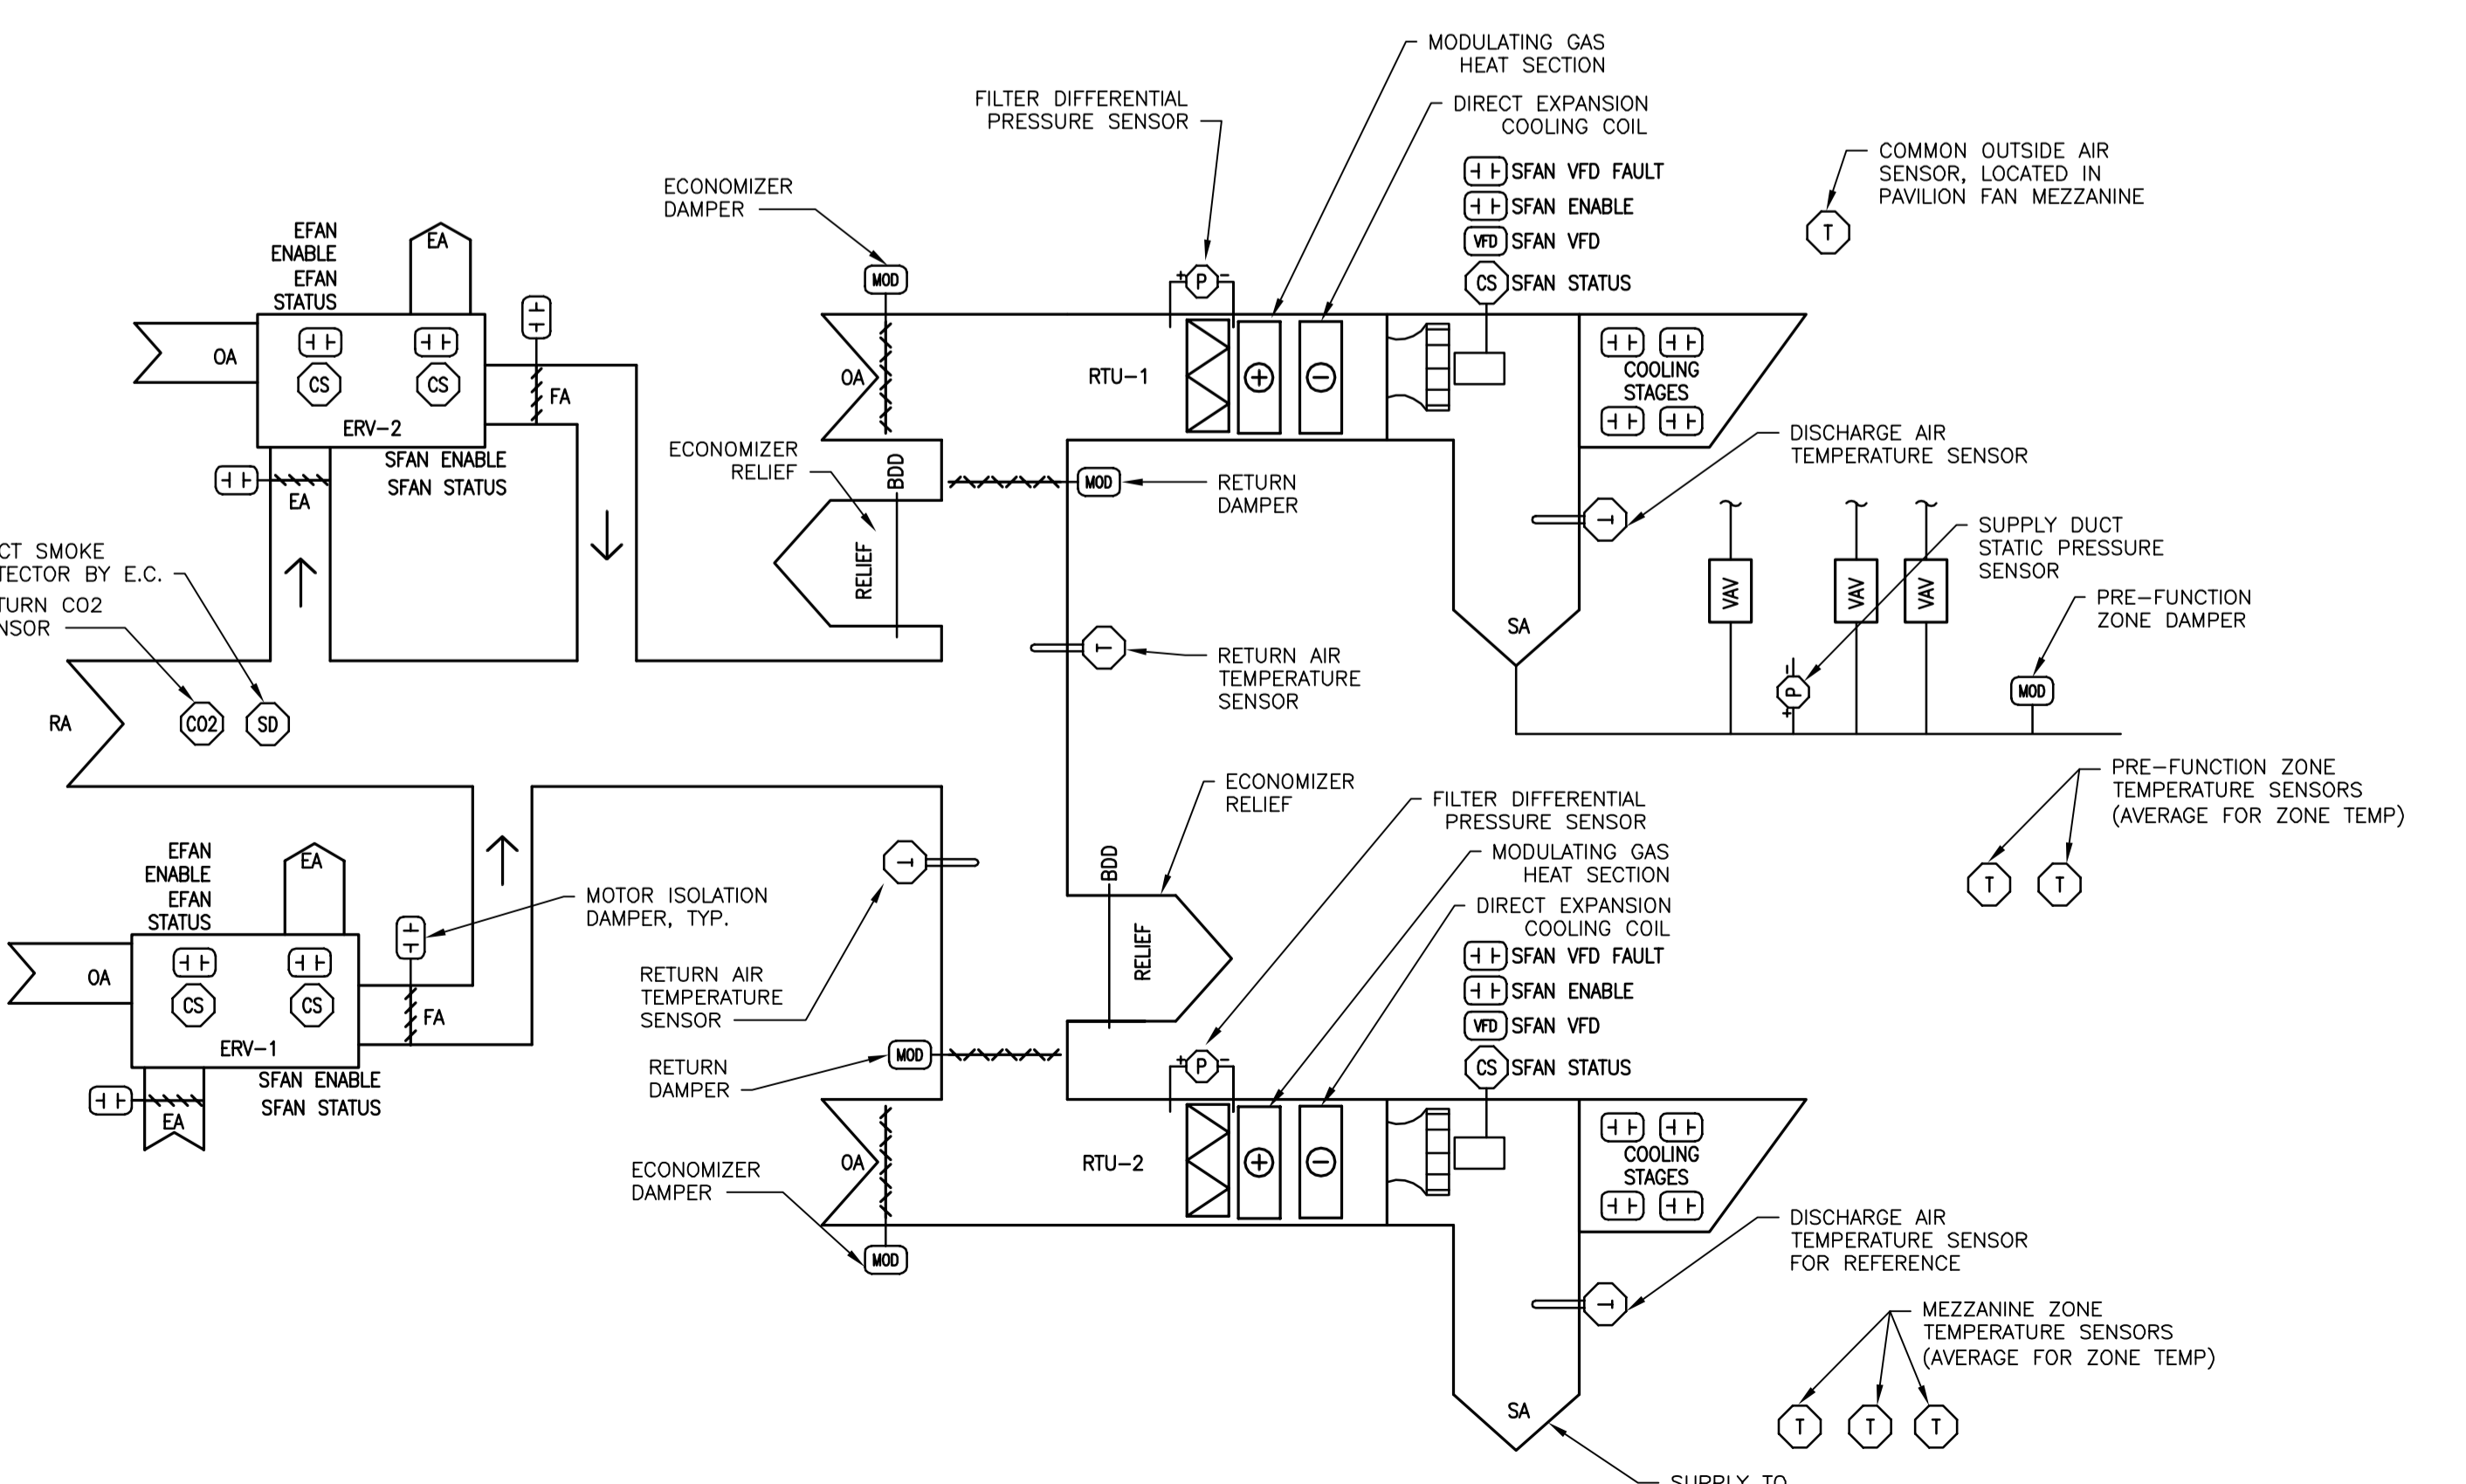 MODULATING GAS
HEAT SECTION
FILTER DIFFERENTIAL
PRESSURE SENSOR
DIRECT EXPANSION
COOLING COIL
COMMON OUTSIDE AIR
SENSOR, LOCATED IN
PAVILION FAN MEZZANINE
T
SFAN VFD FAULT
SFAN ENABLE
VFD SFAN VFD
CS SFAN STATUS
ECONOMIZER
DAMPER
MOD
+ P -
EFAN
ENABLE
EFAN
STATUS
EA
OA
CS
CS
ERV-2
FA
SFAN ENABLE
SFAN STATUS
EA
OA
RTU-1
+
-
COOLING
STAGES
ECONOMIZER
RELIEF
BDD
RELIEF
MOD
RETURN
DAMPER
DISCHARGE AIR
TEMPERATURE SENSOR
T
SUPPLY DUCT
STATIC PRESSURE
SENSOR
VAV
VAV
VAV
+ P -
PRE-FUNCTION
ZONE DAMPER
MOD
SA
T
RETURN AIR
TEMPERATURE
SENSOR
CT SMOKE
TECTOR BY E.C.
TURN CO2
NSOR
RA
CO2
SD
PRE-FUNCTION ZONE
TEMPERATURE SENSORS
(AVERAGE FOR ZONE TEMP)
T
T
ECONOMIZER
RELIEF
BDD
RELIEF
FILTER DIFFERENTIAL
PRESSURE SENSOR
MODULATING GAS
HEAT SECTION
DIRECT EXPANSION
COOLING COIL
SFAN VFD FAULT
SFAN ENABLE
VFD SFAN VFD
CS SFAN STATUS
EFAN
ENABLE
EFAN
STATUS
EA
MOTOR ISOLATION
DAMPER, TYP.
OA
CS
CS
ERV-1
FA
SFAN ENABLE
SFAN STATUS
EA
T
RETURN AIR
TEMPERATURE
SENSOR
RETURN
DAMPER
MOD
+ P -
OA
RTU-2
+
-
COOLING
STAGES
ECONOMIZER
DAMPER
MOD
DISCHARGE AIR
TEMPERATURE SENSOR
FOR REFERENCE
T
SA
MEZZANINE ZONE
TEMPERATURE SENSORS
(AVERAGE FOR ZONE TEMP)
T
T
T
SUPPLY TO